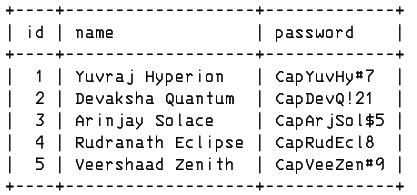 +----+-------------------+-------------+
| id | name              | password    |
+----+-------------------+-------------+
|  1 | Yuvraj Hyperion   | CapYuvHy#7  |
|  2 | Devaksha Quantum  | CapDevQ!21  |
|  3 | Arinjay Solace    | CapArjSol$5 |
|  4 | Rudranath Eclipse | CapRudEcl8  |
|  5 | Veershaad Zenith  | CapVeeZen#9 |
+----+-------------------+-------------+